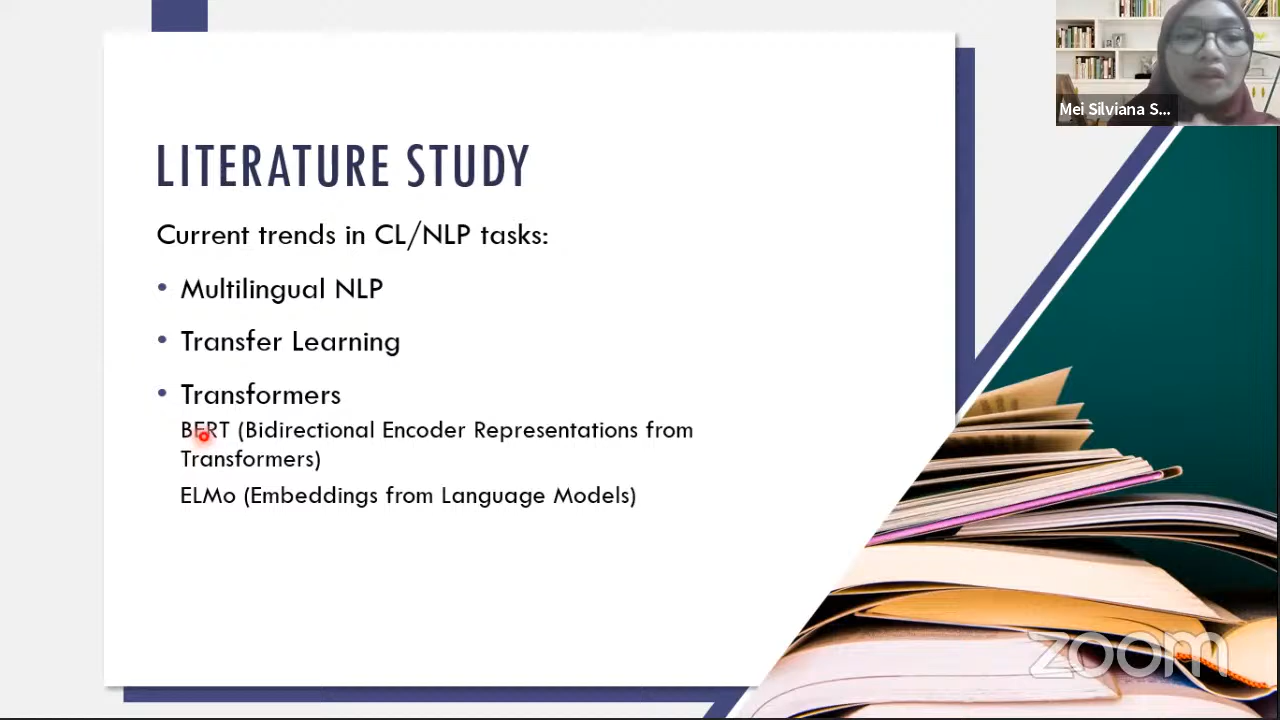 Mei Silviana S...
LITERATURE STUDY
Current trends in CL/NLP tasks:
• Multilingual NLP
• Transfer Learning
• Transformers
BERT (Bidirectional Encoder Representations from
Transformers)
ELMo (Embeddings from Language Models)
zoom